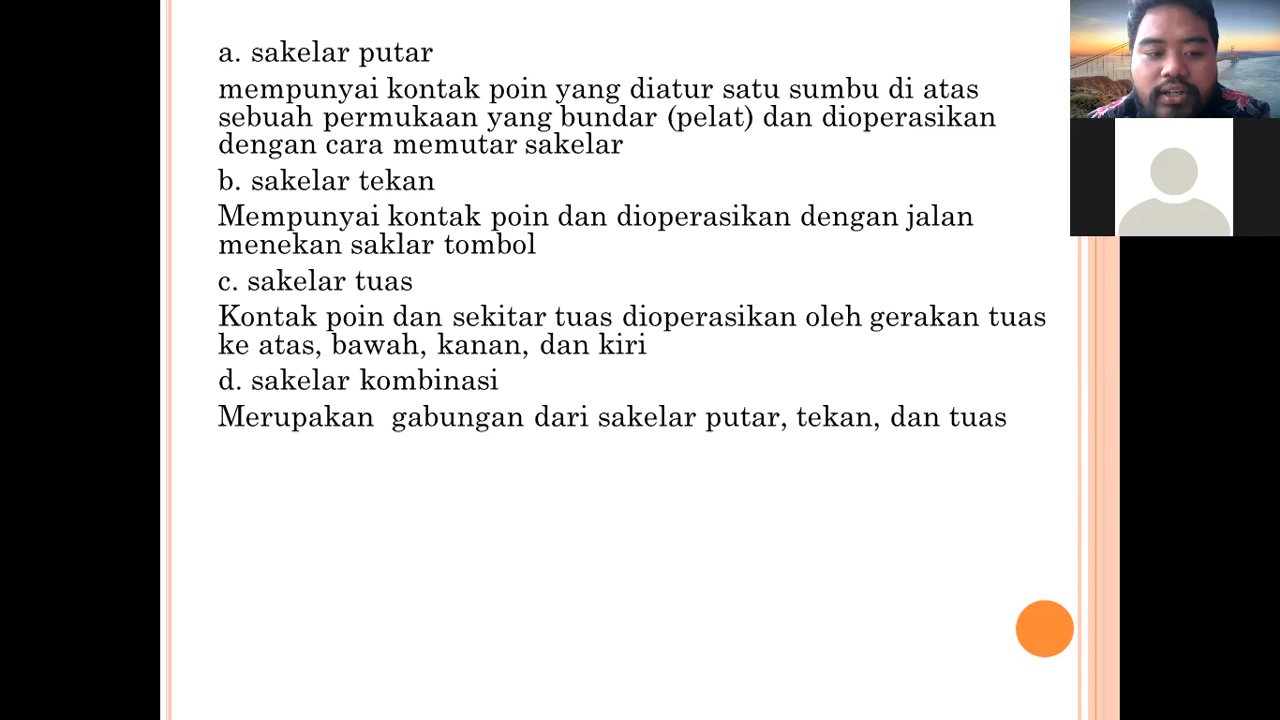 a. sakelar putar
mempunyai kontak poin yang diatur satu sumbu di atas
sebuah permukaan yang bundar (pelat) dan dioperasikan
dengan cara memutar sakelar
b. sakelar tekan
Mempunyai kontak poin dan dioperasikan dengan jalan
menekan saklar tombol
c. sakelar tuas
Kontak poin dan sekitar tuas dioperasikan oleh gerakan tuas
ke atas, bawah, kanan, dan kiri
d. sakelar kombinasi
Merupakan  gabungan dari sakelar putar, tekan, dan tuas